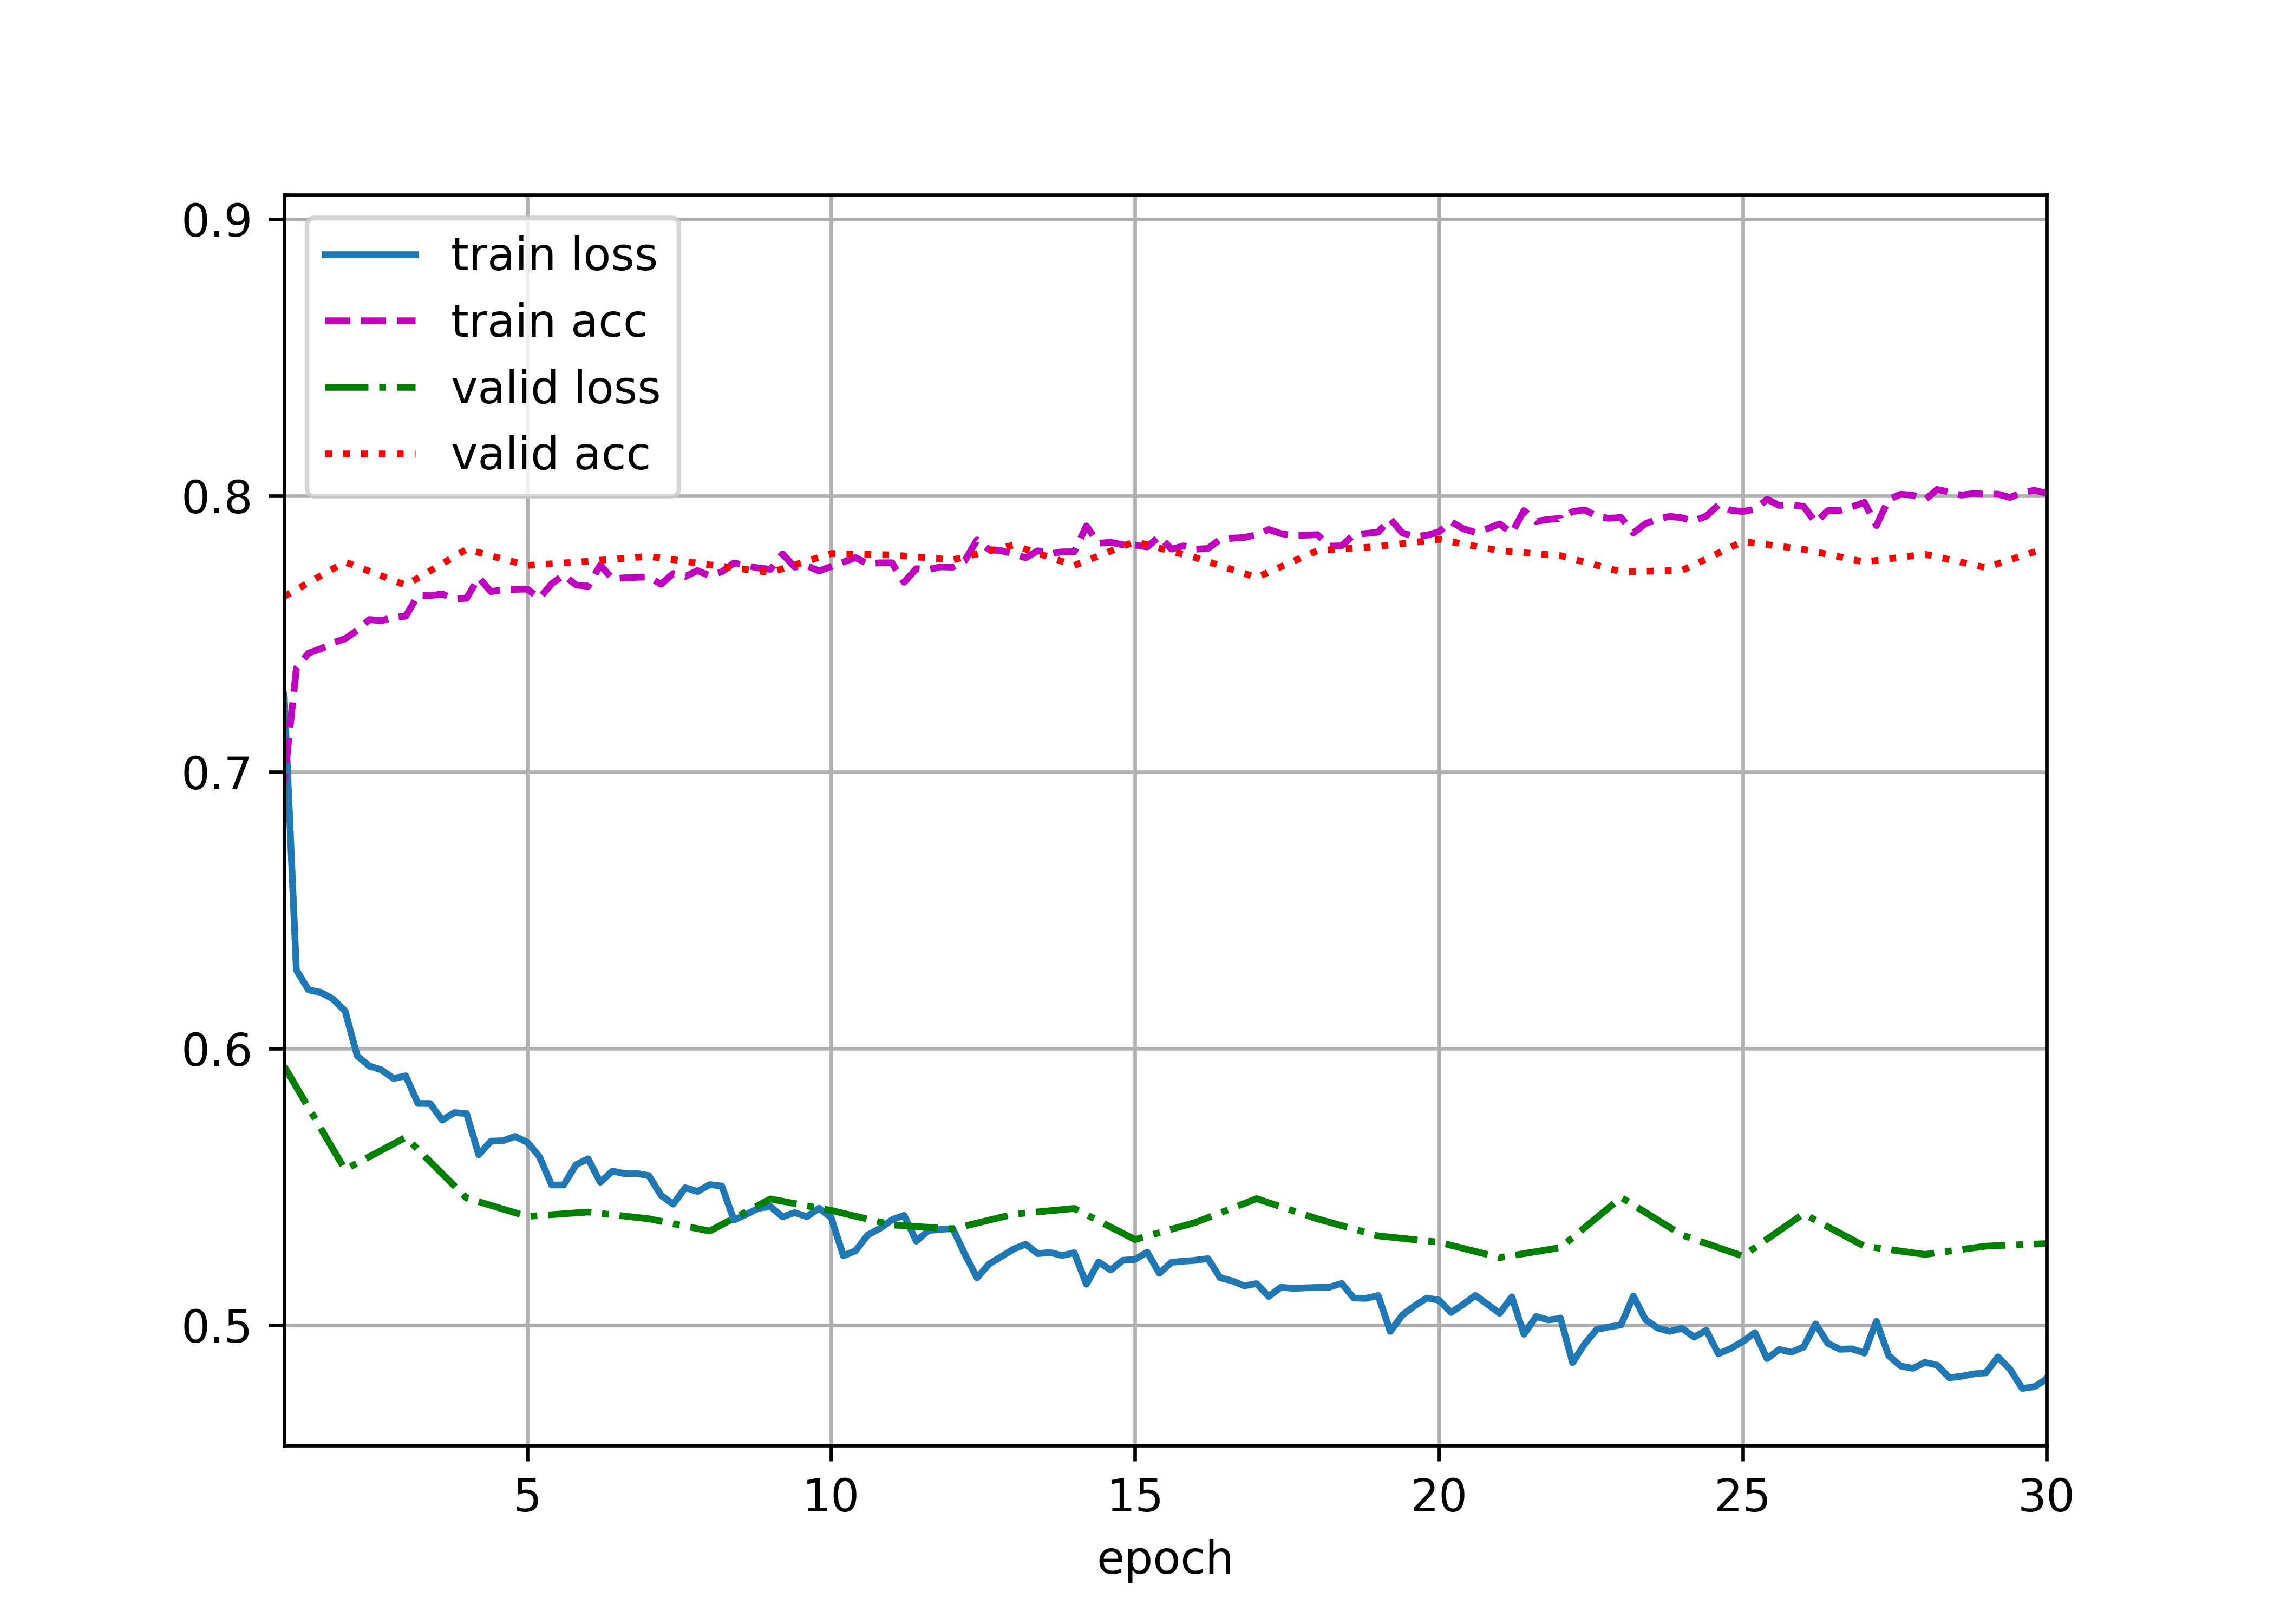 0.9
train loss
train acc
valid loss
valid acc
0.8
0.7
0.6
0.5
5 10 15 20 25 30
epoch